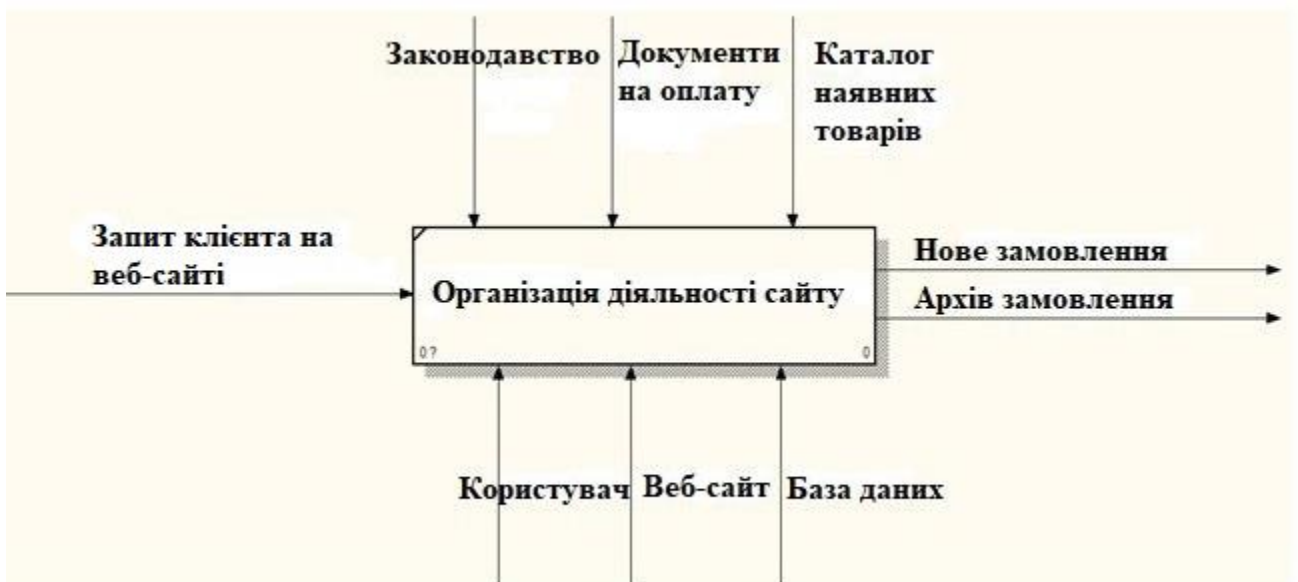 Законодавство
Документи
на оплату
Каталог
наявних
товарів
Запит клієнта на
веб-сайті
Організація діяльності сайту
0?
0
Нове замовлення
Архів замовлення
Користувач
Веб-сайт
База даних